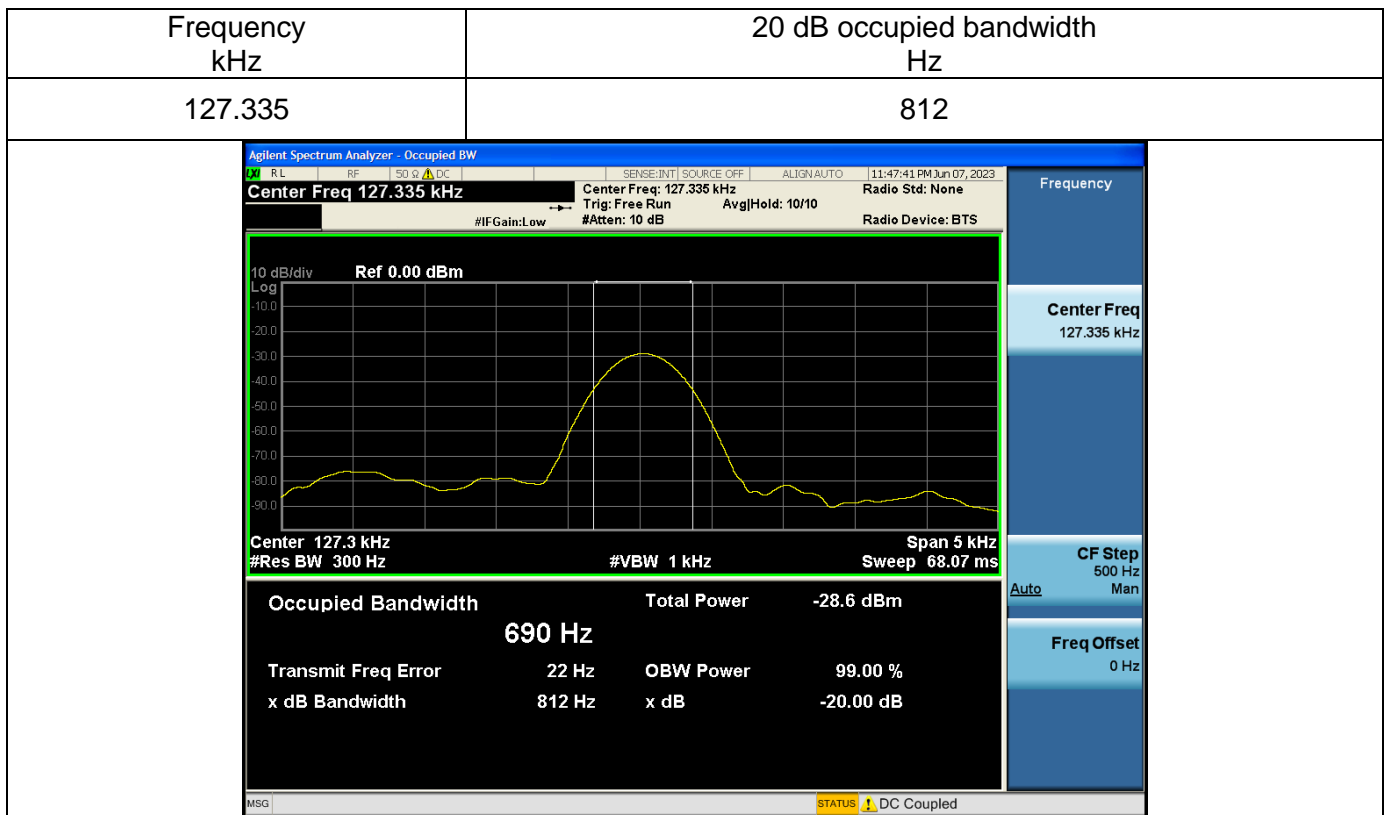 Frequency
kHz
20 dB occupied bandwidth
Hz
127.335
812
Agilent Spectrum Analyzer - Occupied BW
LXI RL RF 50 Ω DC SENSE:INT SOURCE OFF ALIGN AUTO 11:47:41 PM Jun 07, 2023
Center Freq 127.335 kHz
Center Freq: 127.335 kHz Radio Std: None
Trig: Free Run Avg|Hold: 10/10
#IFGain:Low #Atten: 10 dB Radio Device: BTS
10 dB/div Ref 0.00 dBm
Log
-10.0
-20.0
-30.0
-40.0
-50.0
-60.0
-70.0
-80.0
-90.0
Center 127.3 kHz Span 5 kHz
#Res BW 300 Hz #VBW 1 kHz Sweep 68.07 ms
Occupied Bandwidth Total Power -28.6 dBm
690 Hz
Transmit Freq Error 22 Hz OBW Power 99.00 %
x dB Bandwidth 812 Hz x dB -20.00 dB
Frequency
Center Freq
127.335 kHz
CF Step
500 Hz
Auto Man
Freq Offset
0 Hz
MSG STATUS DC Coupled